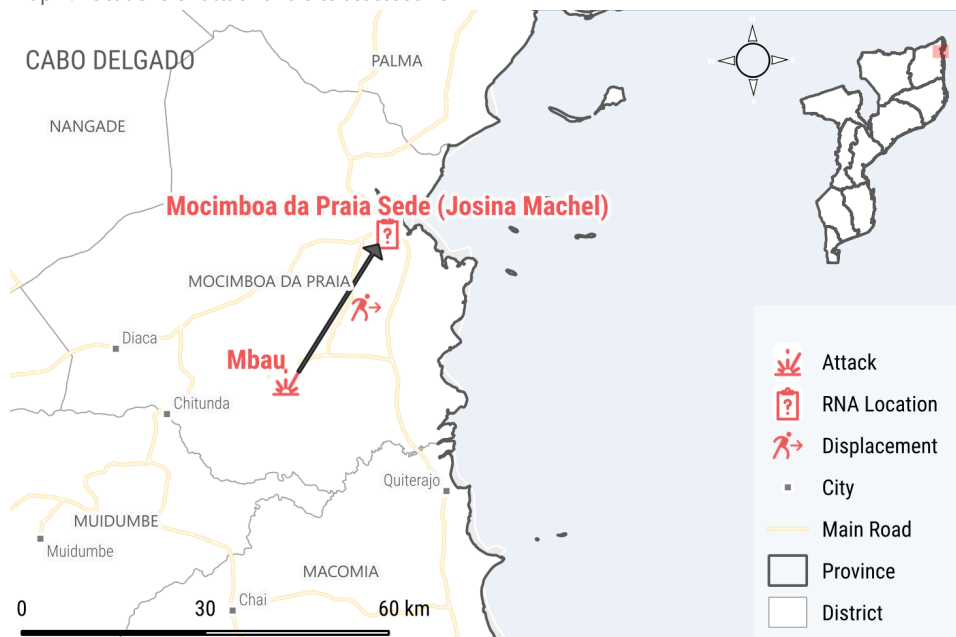 CABO DELGADO
PALMA
NANGADE
Mocimboa da Praia Sede (Josina Machel)
MOCIMBOA DA PRAIA
Diaca
Mbau
Chitunda
Quiterajo
MUIDUMBE
Muidumbe
MACOMIA
Chai
0 30 60 km
Attack
RNA Location
Displacement
City
Main Road
Province
District